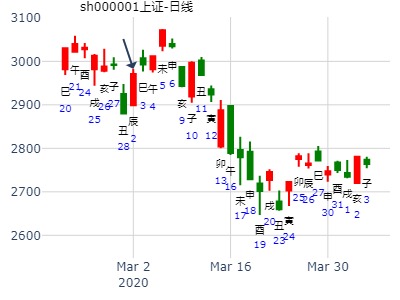 sh000001上证-日线
3100
3000
2900
2800
2700
2600
巳
20
午
21
酉
24
戌
25
亥
26
子
27
丑
28
辰
2
巳
3
午
4
未
5
申
6
亥
9
子
10
丑
11
寅
12
卯
13
午
16
未
17
申
18
酉
19
戌
20
丑
23
寅
24
卯
25
辰
26
巳
27
申
30
酉
31
戌
1
亥
2
子
3
Mar 2
2020
Mar 16
Mar 30